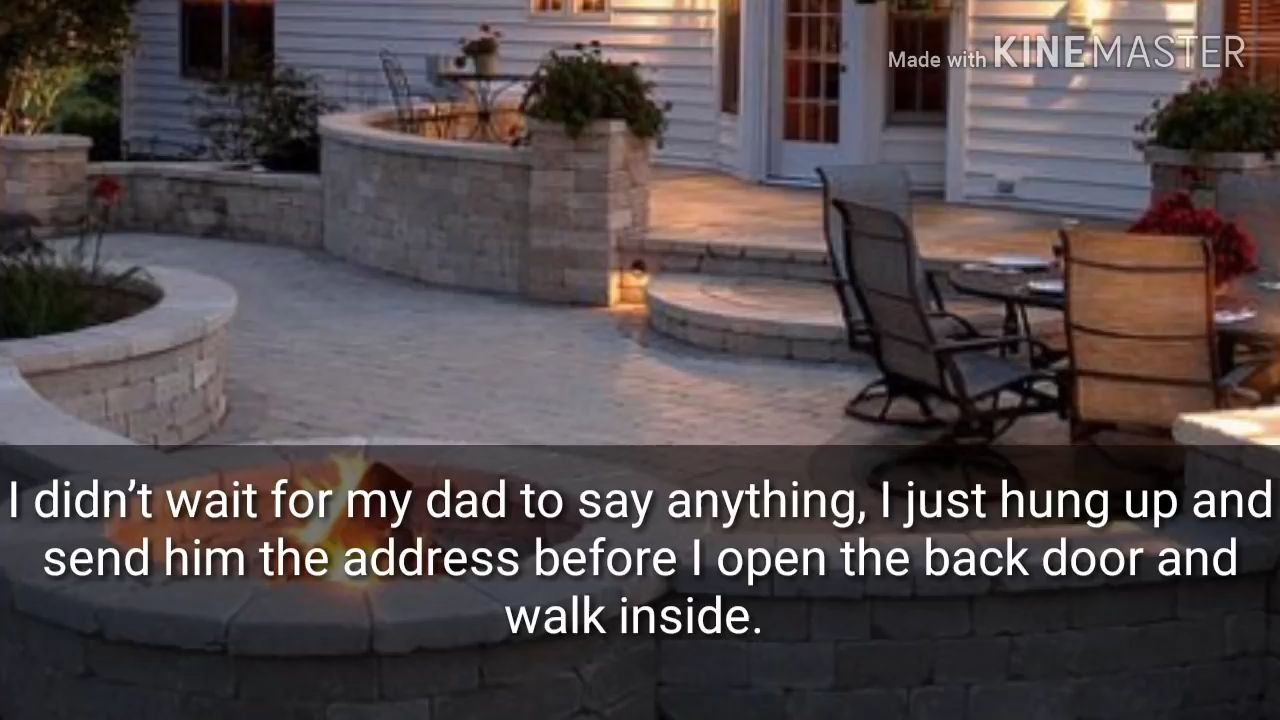 Made with KINEMASTER
I didn’t wait for my dad to say anything, I just hung up and
send him the address before I open the back door and
walk inside.